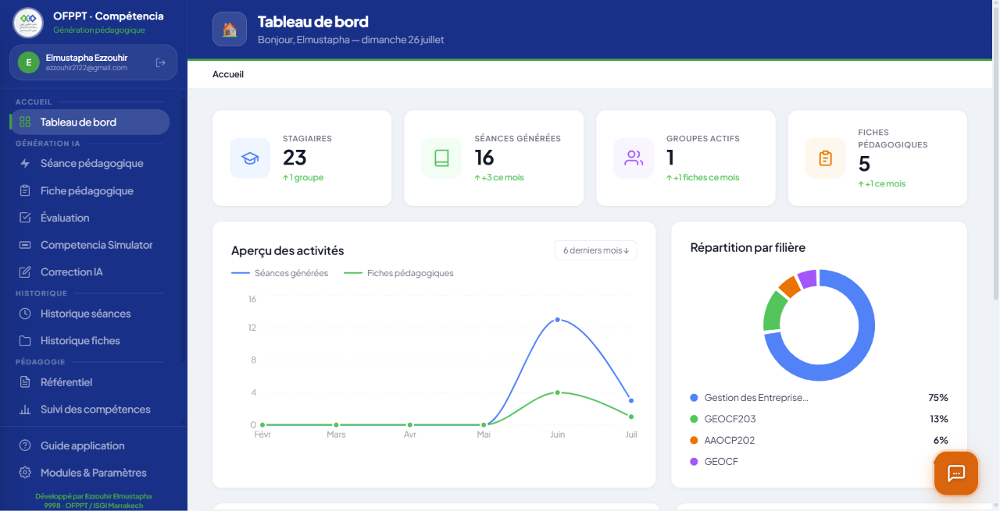 OFPPT · Compétencia
Génération pédagogique
E
Elmustapha Ezzouhir
ezzouhir2122@gmail.com
ACCUEIL
Tableau de bord
GÉNÉRATION IA
Séance pédagogique
Fiche pédagogique
Évaluation
Competencia Simulator
Correction IA
HISTORIQUE
Historique séances
Historique fiches
PÉDAGOGIE
Référentiel
Suivi des compétences
Guide application
Modules & Paramètres
Développé par Ezzouhir Elmustapha
9998 · OFPPT / ISGI Marrakech
Tableau de bord
Bonjour, Elmustapha — dimanche 26 juillet
Accueil
STAGIAIRES
23
↑ 1 groupe
SÉANCES GÉNÉRÉES
16
↑ +3 ce mois
GROUPES ACTIFS
1
↑ +1 fiches ce mois
FICHES
PÉDAGOGIQUES
5
↑ +1 ce mois
Aperçu des activités
6 derniers mois ↓
Séances générées
Fiches pédagogiques
16
12
8
4
0
Févr
Mars
Avr
Mai
Juin
Juil
Répartition par filière
Gestion des Entreprise...
75%
GEOCF203
13%
AAOCP202
6%
GEOCF